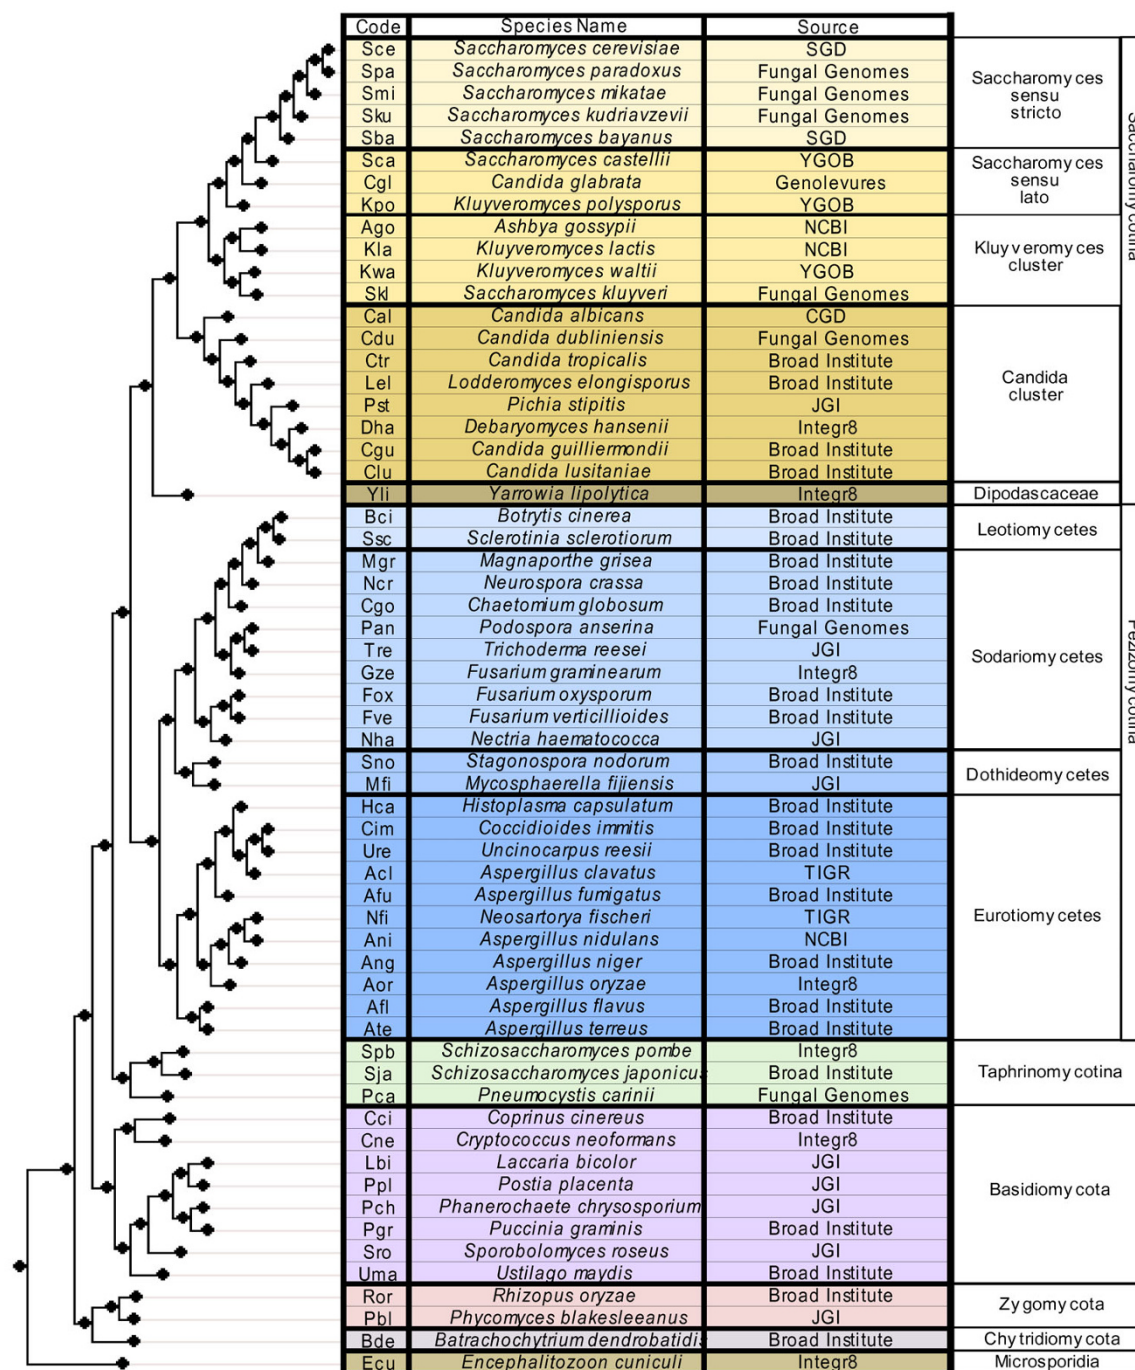 Code Species Name Source
Sce Saccharomyces cerevisiae SGD
Spa Saccharomyces paradoxus Fungal Genomes
Smi Saccharomyces mikatae Fungal Genomes
Sku Saccharomyces kudriavzevii Fungal Genomes
Sba Saccharomyces bayanus SGD
Saccharomyces
sensu
stricto
Sca Saccharomyces castellii YGOB
Cgl Candida glabrata Genolevures
Kpo Kluyveromyces polysporus YGOB
Saccharomyces
sensu
lato
Ago Ashbya gossypii NCBI
Kla Kluyveromyces lactis NCBI
Kwa Kluyveromyces waltii YGOB
Skl Saccharomyces kluyveri Fungal Genomes
Kluyveromyces
cluster
Cal Candida albicans CGD
Cdu Candida dubliniensis Fungal Genomes
Ctr Candida tropicalis Broad Institute
Lel Lodderomyces elongisporus Broad Institute
Pst Pichia stipitis JGI
Dha Debaryomyces hansenii Integr8
Cgu Candida guilliermondii Broad Institute
Clu Candida lusitaniae Broad Institute
Candida
cluster
Yli Yarrowia lipolytica Integr8 Dipodascaceae
Saccharomycotina
Bci Botrytis cinerea Broad Institute
Ssc Sclerotinia sclerotiorum Broad Institute
Leotiomycetes
Mgr Magnaporthe grisea Broad Institute
Ncr Neurospora crassa Broad Institute
Cgo Chaetomium globosum Broad Institute
Pan Podospora anserina Fungal Genomes
Tre Trichoderma reesei JGI
Gze Fusarium graminearum Integr8
Fox Fusarium oxysporum Broad Institute
Fve Fusarium verticillioides Broad Institute
Nha Nectria haematococca JGI
Sodariomycetes
Sno Stagonospora nodorum Broad Institute
Mfi Mycosphaerella fijiensis JGI
Dothideomycetes
Hca Histoplasma capsulatum Broad Institute
Cim Coccidioides immitis Broad Institute
Ure Uncinocarpus reesii Broad Institute
Acl Aspergillus clavatus TIGR
Afu Aspergillus fumigatus Broad Institute
Nfi Neosartorya fischeri TIGR
Ani Aspergillus nidulans NCBI
Ang Aspergillus niger Broad Institute
Aor Aspergillus oryzae Integr8
Afl Aspergillus flavus Broad Institute
Ate Aspergillus terreus Broad Institute
Eurotiomycetes
Pezizomycotina
Spb Schizosaccharomyces pombe Integr8
Sja Schizosaccharomyces japonicus Broad Institute
Pca Pneumocystis carinii Fungal Genomes
Taphrinomycotina
Cci Coprinus cinereus Broad Institute
Cne Cryptococcus neoformans Integr8
Lbi Laccaria bicolor JGI
Ppl Postia placenta JGI
Pch Phanerochaete chrysosporium JGI
Pgr Puccinia graminis Broad Institute
Sro Sporobolomyces roseus JGI
Uma Ustilago maydis Broad Institute
Basidiomycota
Ror Rhizopus oryzae Broad Institute
Pbl Phycomyces blakesleeanus JGI
Zygomycota
Bde Batrachochytrium dendrobatidis Broad Institute Chytridiomycota
Ecu Encephalitozoon cuniculi Integr8 Microsporidia